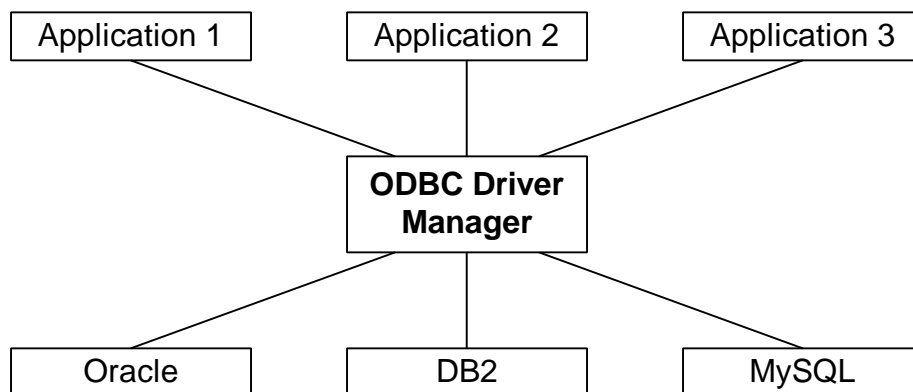 Application 1
Application 2
Application 3
ODBC Driver
Manager
Oracle
DB2
MySQL